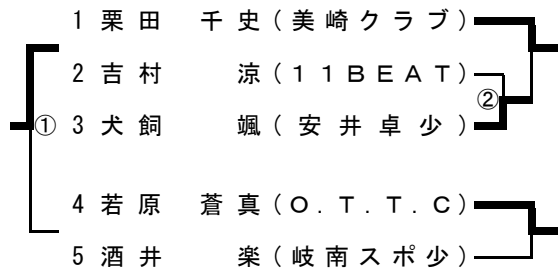 1 栗田 千史(美崎クラブ)
2 吉村 涼(11BEAT) ②
① 3 犬飼 颯(安井卓少)
4 若原 蒼真(O.T.T.C)
5 酒井 楽(岐南スポ少)